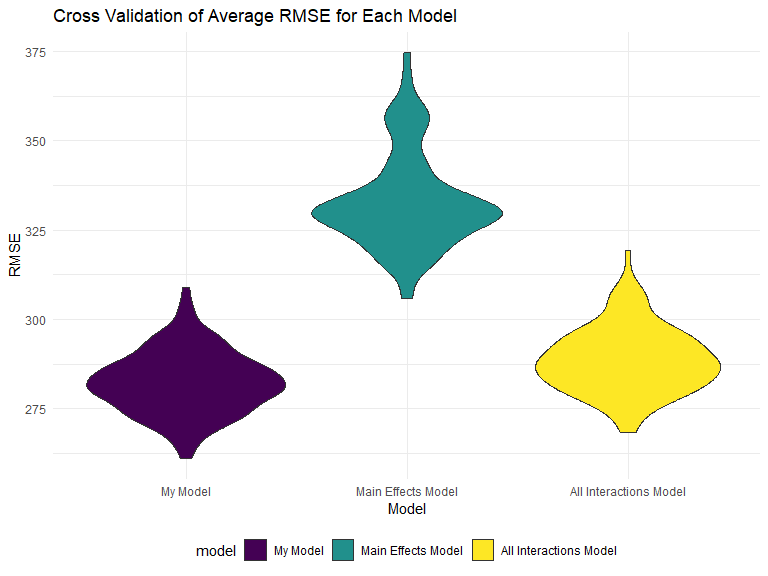 Cross Validation of Average RMSE for Each Model
375
350
325
300
275
RMSE
My Model Main Effects Model All Interactions Model
Model
model My Model Main Effects Model All Interactions Model